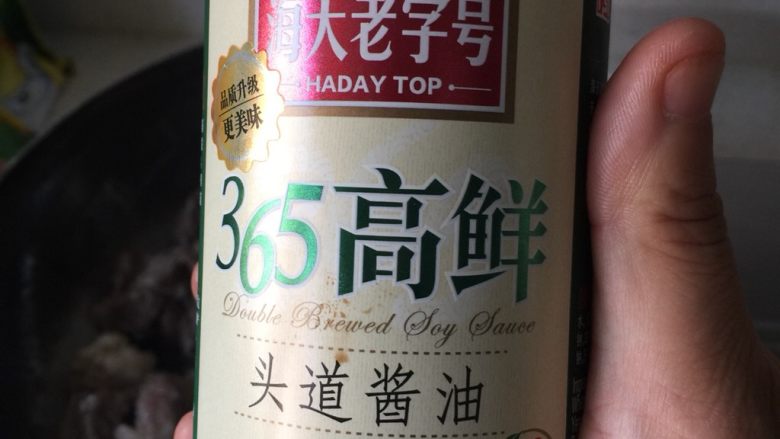 海大老字号
HADAY TOP
品质升级
更美味
365高鲜
Double Brewed Soy Sauce
头道酱油